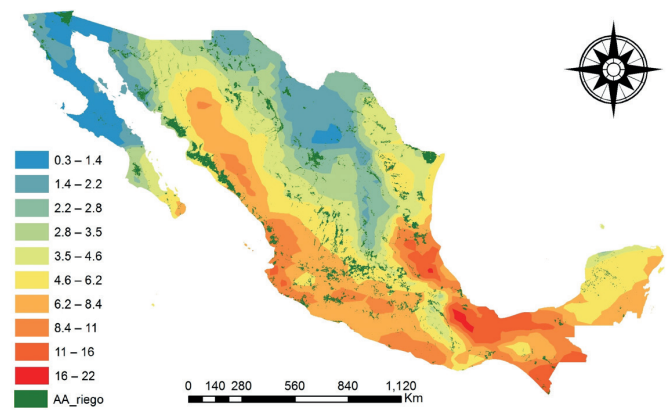 0.3 – 1.4
1.4 – 2.2
2.2 – 2.8
2.8 – 3.5
3.5 – 4.6
4.6 – 6.2
6.2 – 8.4
8.4 – 11
11 – 16
16 – 22
AA_riego
0 140 280 560 840 1,120
Km